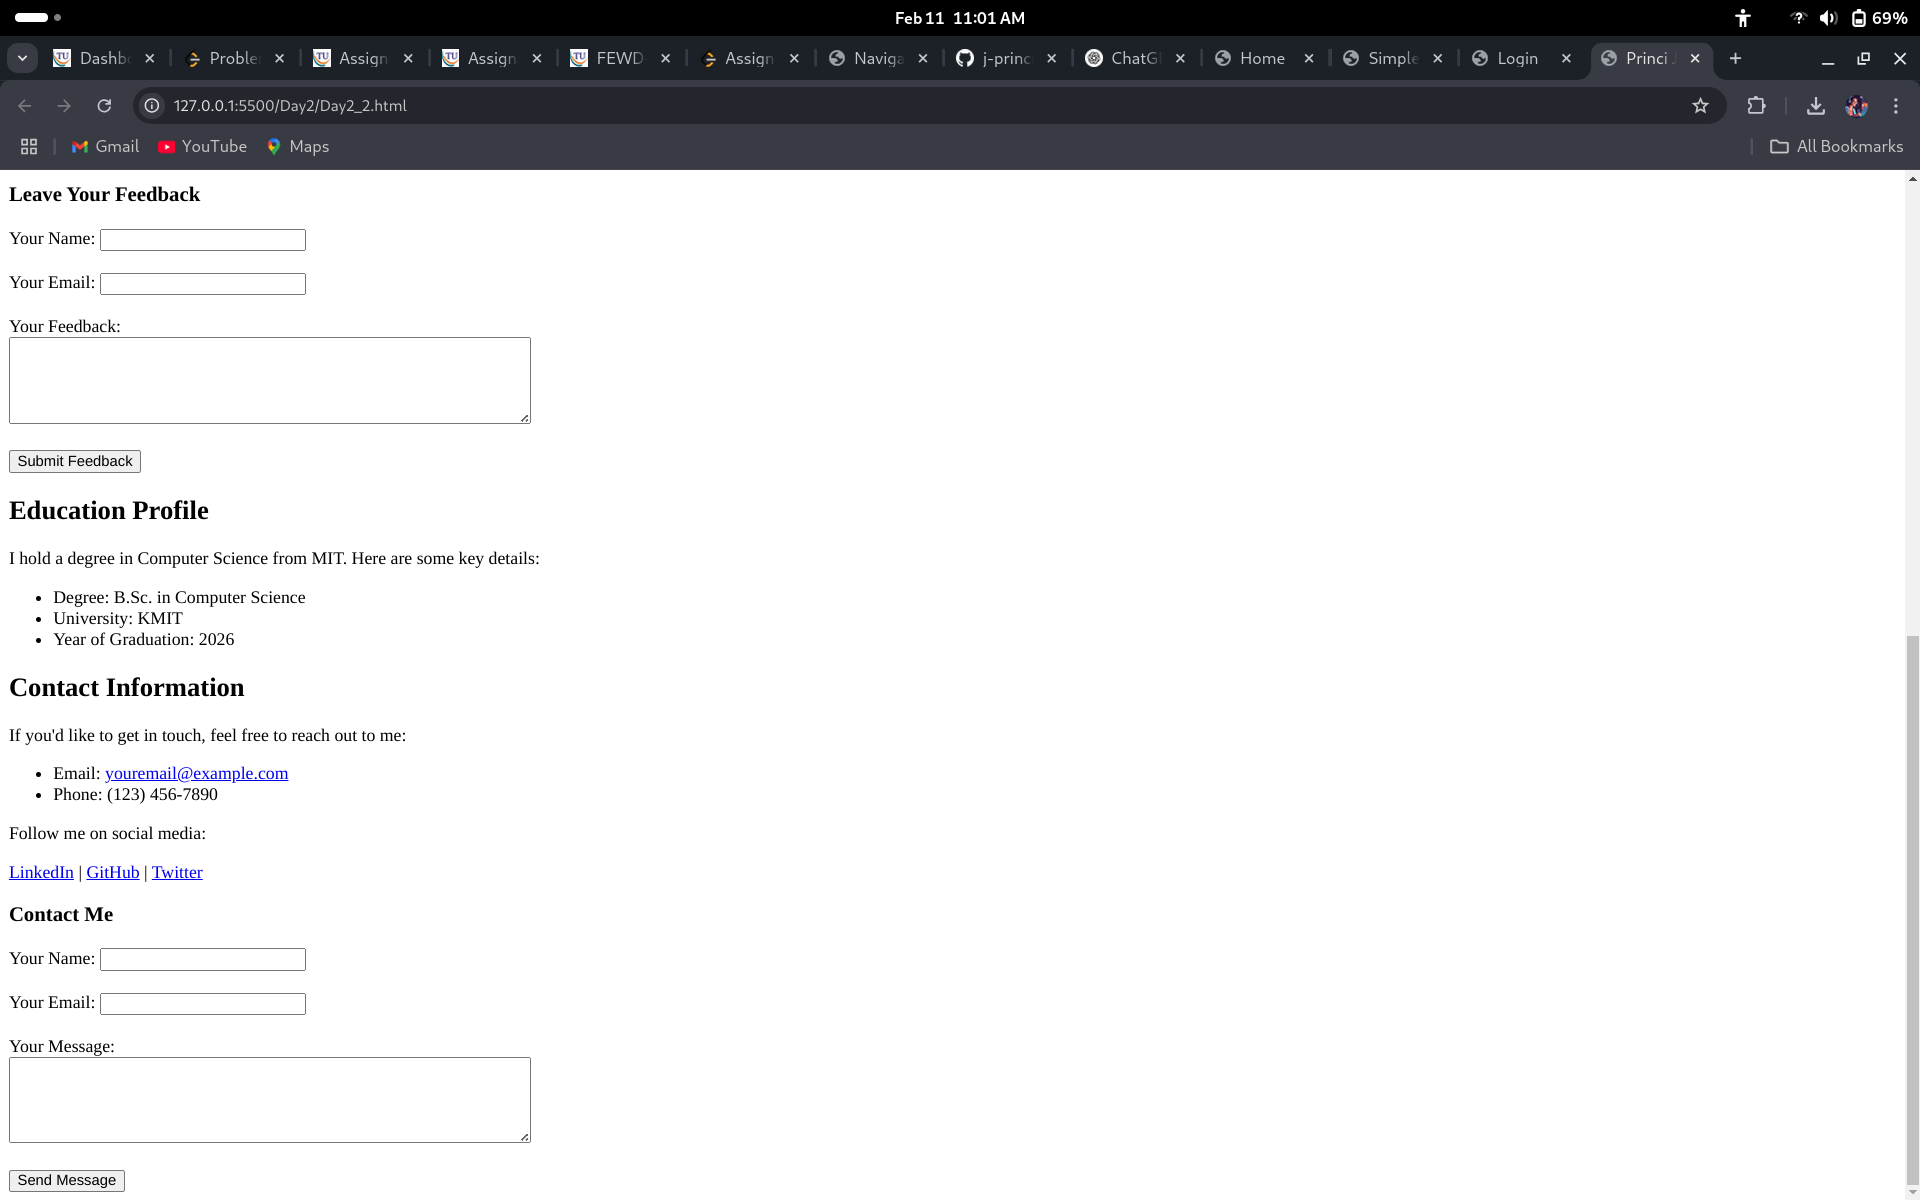 Feb 11 11:01 AM
69%
Dashb
Proble
Assign
Assign
FEWD
Assign
Naviga
j-princ
ChatG
Home
Simple
Login
Princi
127.0.0.1:5500/Day2/Day2_2.html
Gmail
YouTube
Maps
All Bookmarks
Leave Your Feedback
Your Name:
Your Email:
Your Feedback:
Submit Feedback
Education Profile
I hold a degree in Computer Science from MIT. Here are some key details:
• Degree: B.Sc. in Computer Science
• University: KMIT
• Year of Graduation: 2026
Contact Information
If you'd like to get in touch, feel free to reach out to me:
• Email: youremail@example.com
• Phone: (123) 456-7890
Follow me on social media:
LinkedIn | GitHub | Twitter
Contact Me
Your Name:
Your Email:
Your Message:
Send Message